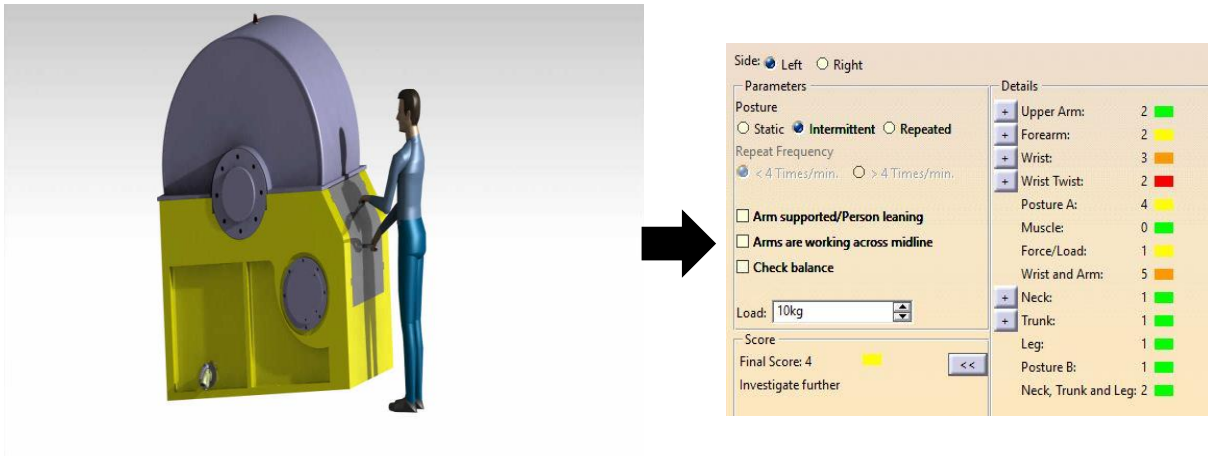 Side: Left Right
Parameters
Posture
Static Intermittent Repeated
Repeat Frequency
< 4 Times/min. > 4 Times/min.
Arm supported/Person leaning
Arms are working across midline
Check balance
Load: 10kg
Score
Final Score: 4 <<
Investigate further
Details
+ Upper Arm: 2
+ Forearm: 2
+ Wrist: 3
+ Wrist Twist: 2
Posture A: 4
Muscle: 0
Force/Load: 1
Wrist and Arm: 5
+ Neck: 1
+ Trunk: 1
Leg: 1
Posture B: 1
Neck, Trunk and Leg: 2